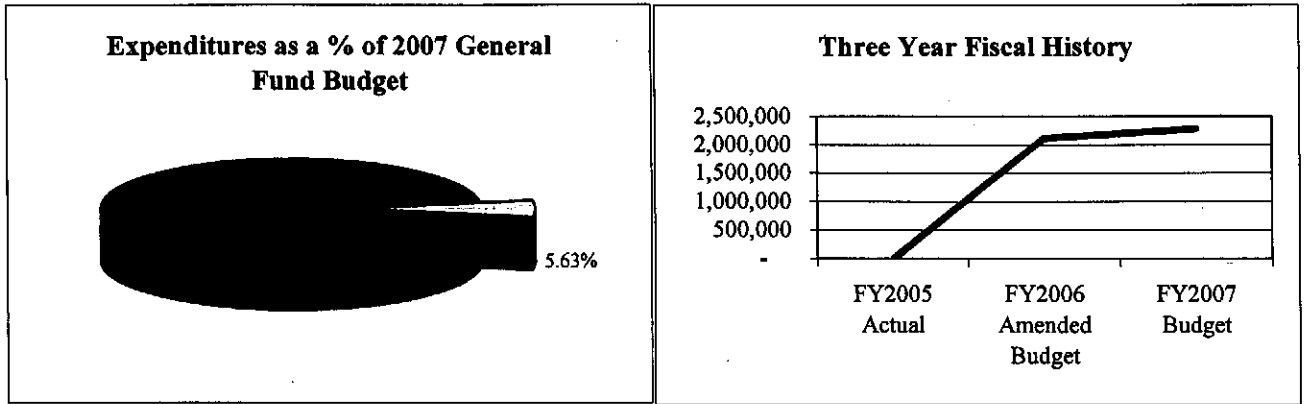 Expenditures as a % of 2007 General
Fund Budget
5.63%
Three Year Fiscal History
2,500,000
2,000,000
1,500,000
1,000,000
500,000
-
FY2005
Actual
FY2006
Amended
Budget
FY2007
Budget